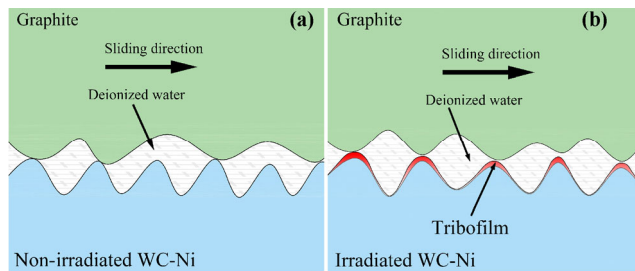 Graphite
(a)
Sliding direction
Deionized water
Non-irradiated WC-Ni
Graphite
(b)
Sliding direction
Deionized water
Tribofilm
Irradiated WC-Ni